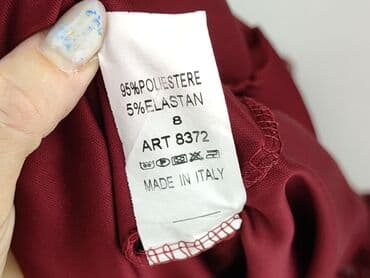 95%POLIESTERE
5%ELASTAN
8
ART 8372
MADE IN ITALY